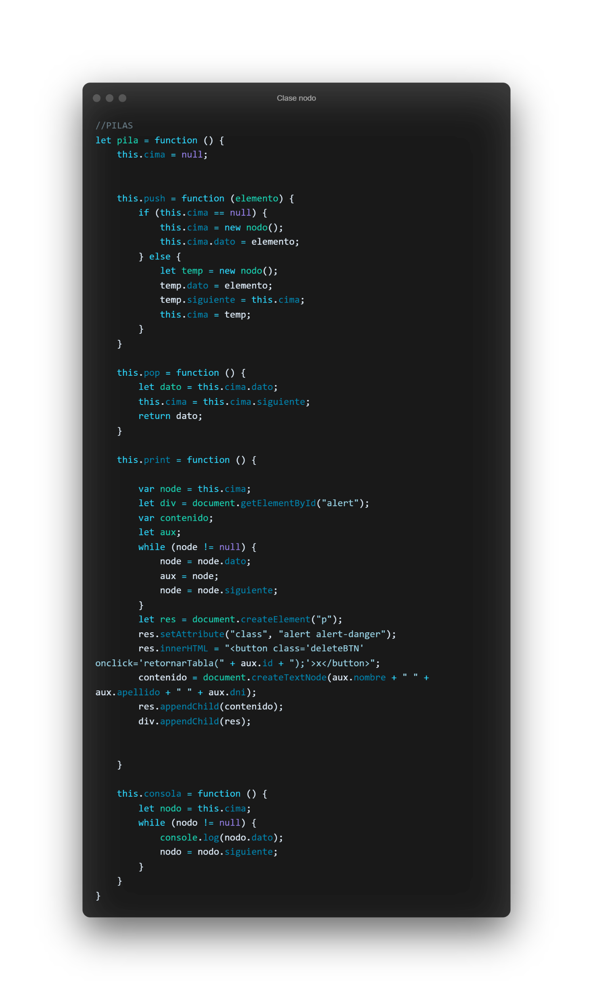 Clase nodo
//PILAS
let pila = function () {
    this.cima = null;
    this.push = function (elemento) {
        if (this.cima == null) {
            this.cima = new nodo();
            this.cima.dato = elemento;
        } else {
            let temp = new nodo();
            temp.dato = elemento;
            temp.siguiente = this.cima;
            this.cima = temp;
        }
    }
    this.pop = function () {
        let dato = this.cima.dato;
        this.cima = this.cima.siguiente;
        return dato;
    }
    this.print = function () {
        var node = this.cima;
        let div = document.getElementById("alert");
        var contenido;
        let aux;
        while (node != null) {
            node = node.dato;
            aux = node;
            node = node.siguiente;
        }
        let res = document.createElement("p");
        res.setAttribute("class", "alert alert-danger");
        res.innerHTML = "<button class='deleteBTN'
onclick='retornarTabla(" + aux.id + ");'>x</button>";
        contenido = document.createTextNode(aux.nombre + " " +
aux.apellido + " " + aux.dni);
        res.appendChild(contenido);
        div.appendChild(res);
    }
    this.consola = function () {
        let nodo = this.cima;
        while (nodo != null) {
            console.log(nodo.dato);
            nodo = nodo.siguiente;
        }
    }
}